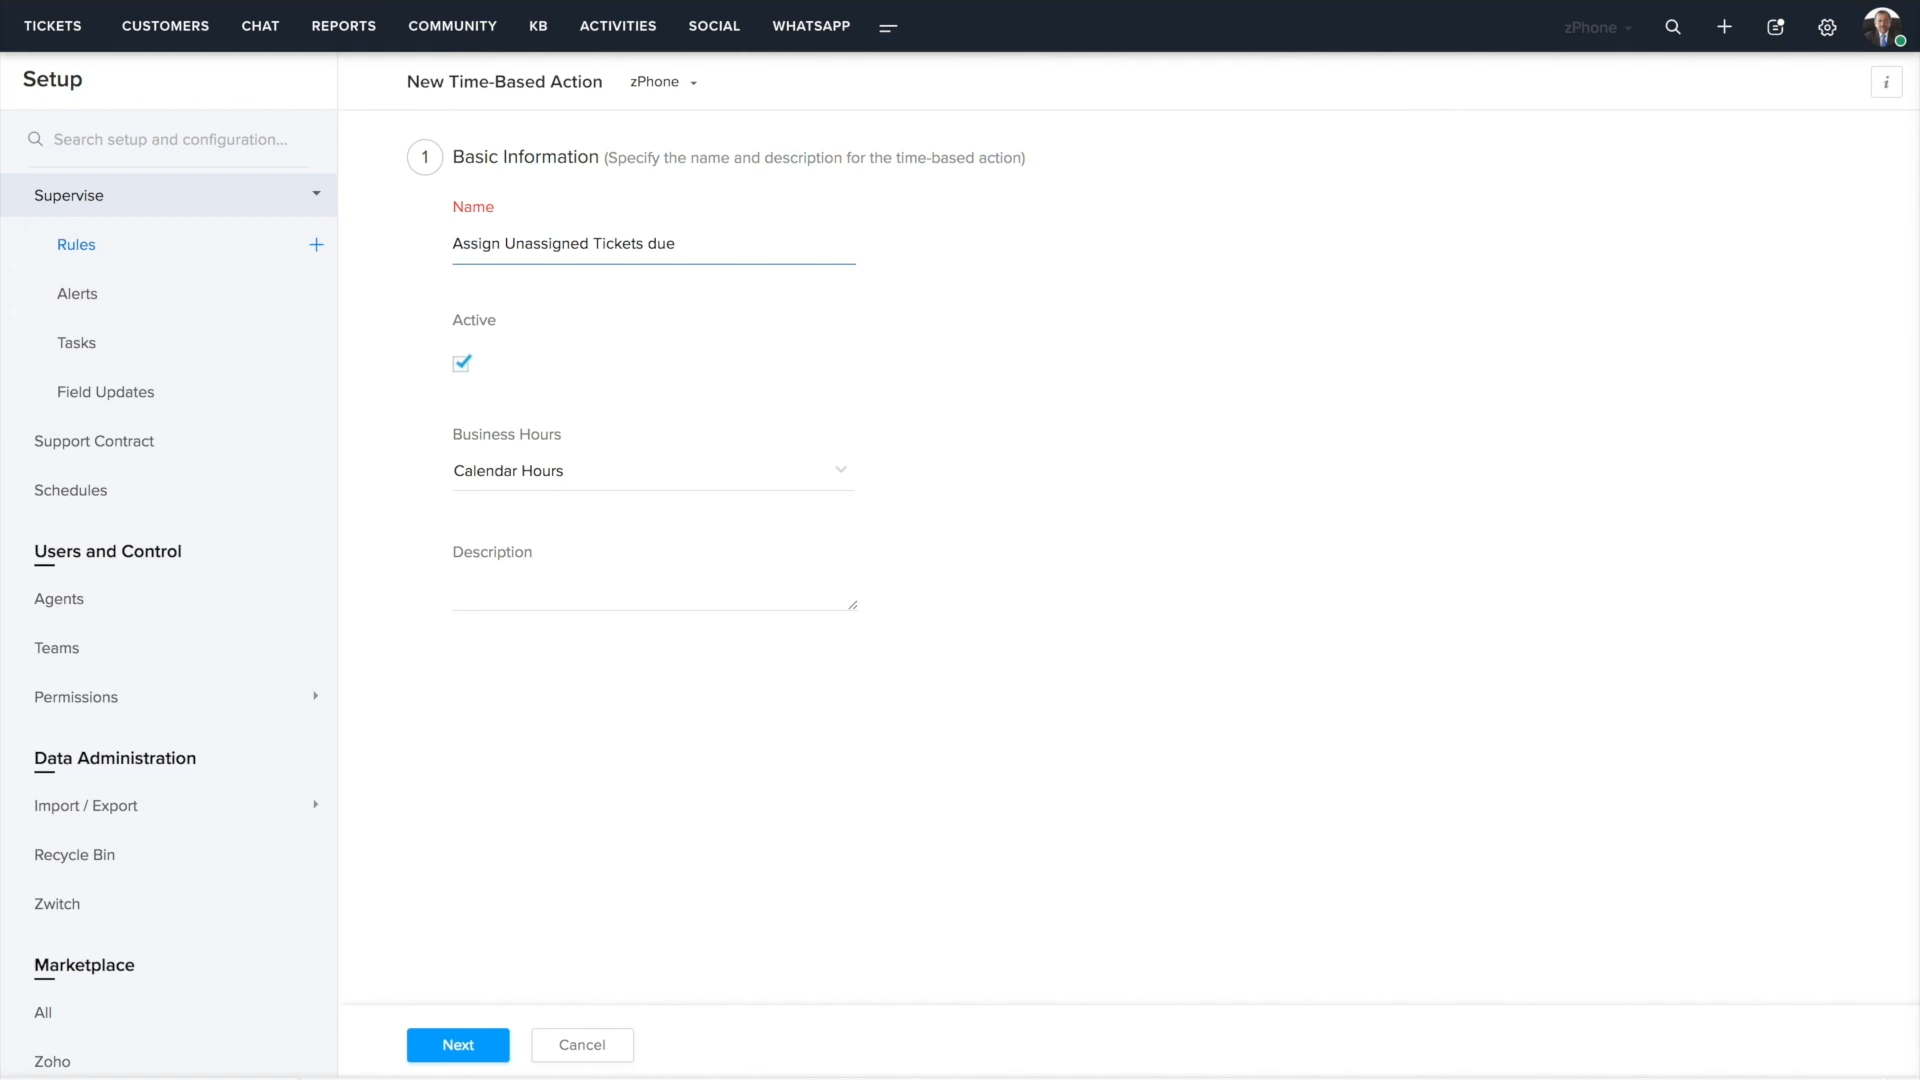 TICKETS CUSTOMERS CHAT REPORTS COMMUNITY KB ACTIVITIES SOCIAL WHATSAPP zPhone
Setup
New Time-Based Action zPhone
i
Search setup and configuration...
Supervise
Rules
Alerts
Tasks
Field Updates
Support Contract
Schedules
Users and Control
Agents
Teams
Permissions
Data Administration
Import / Export
Recycle Bin
Zwitch
Marketplace
All
Zoho
1 Basic Information (Specify the name and description for the time-based action)
Name
Assign Unassigned Tickets due
Active
Business Hours
Calendar Hours
Description
Next Cancel